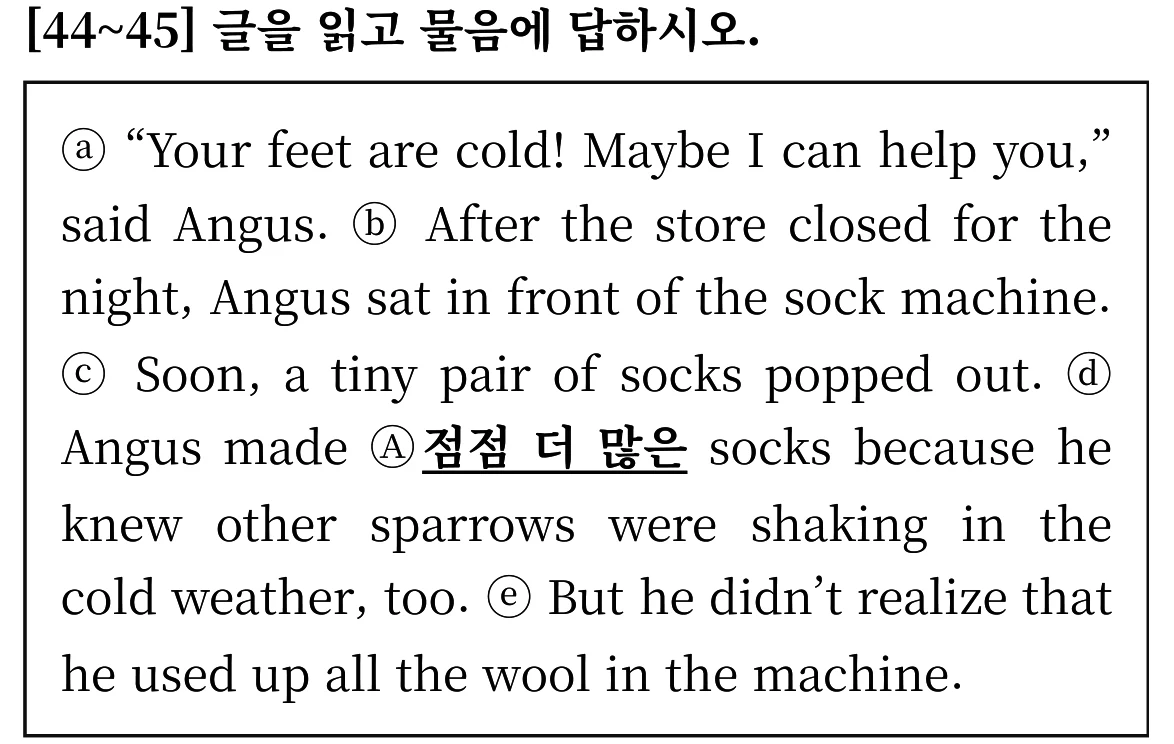 [44~45] 글을 읽고 물음에 답하시오.
ⓐ “Your feet are cold! Maybe I can help you,”
said Angus. ⓑ After the store closed for the
night, Angus sat in front of the sock machine.
ⓒ Soon, a tiny pair of socks popped out. ⓓ
Angus made Ⓐ점점 더 많은 socks because he
knew other sparrows were shaking in the
cold weather, too. ⓔ But he didn’t realize that
he used up all the wool in the machine.